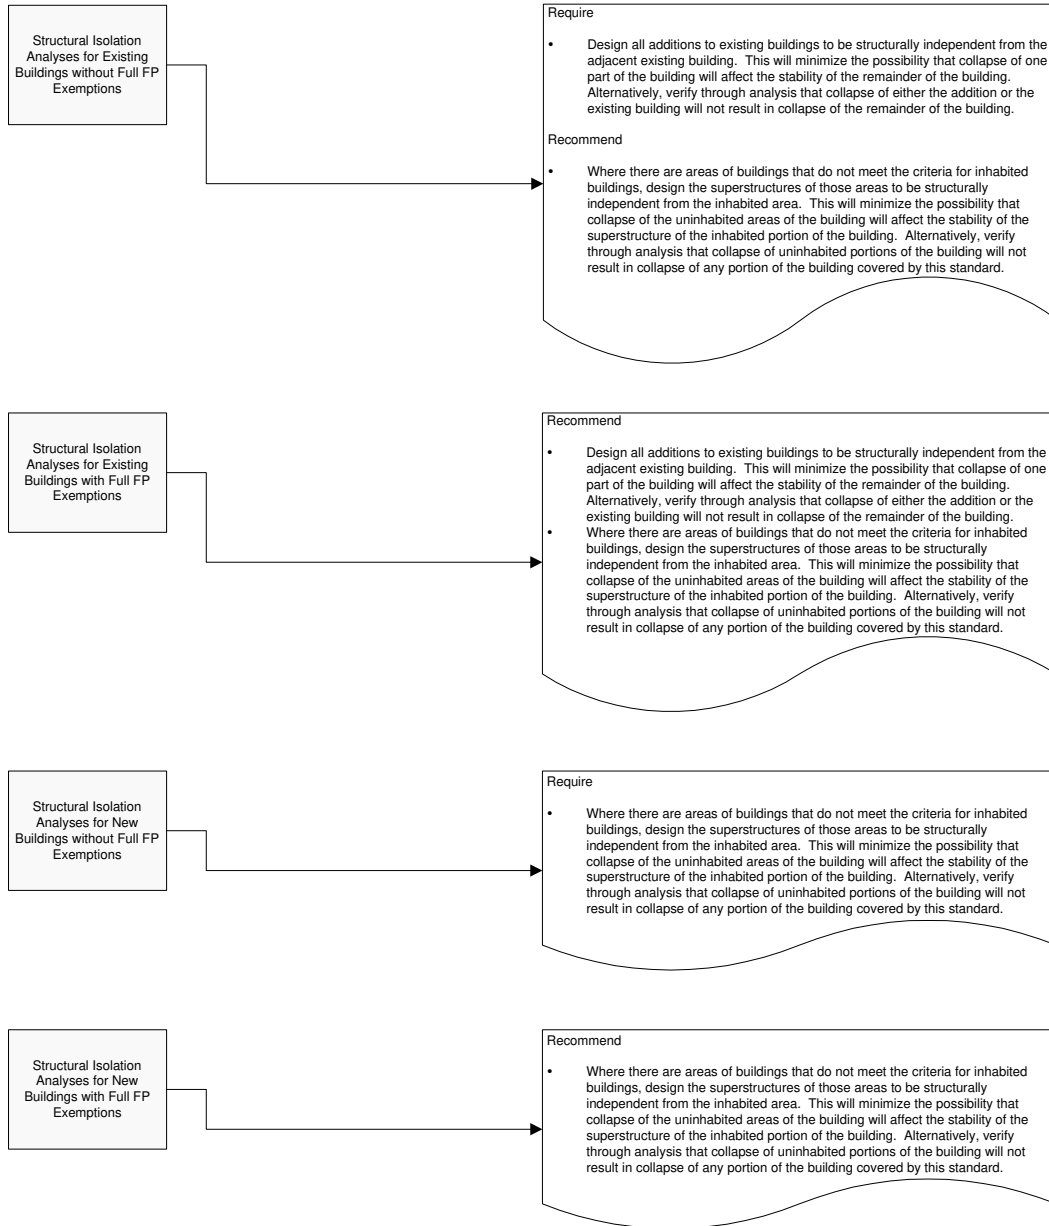 Structural Isolation
Analyses for Existing
Buildings without Full FP
Exemptions
Require
• Design all additions to existing buildings to be structurally independent from the
adjacent existing building. This will minimize the possibility that collapse of one
part of the building will affect the stability of the remainder of the building.
Alternatively, verify through analysis that collapse of either the addition or the
existing building will not result in collapse of the remainder of the building.
Recommend
• Where there are areas of buildings that do not meet the criteria for inhabited
buildings, design the superstructures of those areas to be structurally
independent from the inhabited area. This will minimize the possibility that
collapse of the uninhabited areas of the building will affect the stability of the
superstructure of the inhabited portion of the building. Alternatively, verify
through analysis that collapse of uninhabited portions of the building will not
result in collapse of any portion of the building covered by this standard.
Structural Isolation
Analyses for Existing
Buildings with Full FP
Exemptions
Recommend
• Design all additions to existing buildings to be structurally independent from the
adjacent existing building. This will minimize the possibility that collapse of one
part of the building will affect the stability of the remainder of the building.
Alternatively, verify through analysis that collapse of either the addition or the
existing building will not result in collapse of the remainder of the building.
• Where there are areas of buildings that do not meet the criteria for inhabited
buildings, design the superstructures of those areas to be structurally
independent from the inhabited area. This will minimize the possibility that
collapse of the uninhabited areas of the building will affect the stability of the
superstructure of the inhabited portion of the building. Alternatively, verify
through analysis that collapse of uninhabited portions of the building will not
result in collapse of any portion of the building covered by this standard.
Structural Isolation
Analyses for New
Buildings without Full FP
Exemptions
Require
• Where there are areas of buildings that do not meet the criteria for inhabited
buildings, design the superstructures of those areas to be structurally
independent from the inhabited area. This will minimize the possibility that
collapse of the uninhabited areas of the building will affect the stability of the
superstructure of the inhabited portion of the building. Alternatively, verify
through analysis that collapse of uninhabited portions of the building will not
result in collapse of any portion of the building covered by this standard.
Structural Isolation
Analyses for New
Buildings with Full FP
Exemptions
Recommend
• Where there are areas of buildings that do not meet the criteria for inhabited
buildings, design the superstructures of those areas to be structurally
independent from the inhabited area. This will minimize the possibility that
collapse of the uninhabited areas of the building will affect the stability of the
superstructure of the inhabited portion of the building. Alternatively, verify
through analysis that collapse of uninhabited portions of the building will not
result in collapse of any portion of the building covered by this standard.